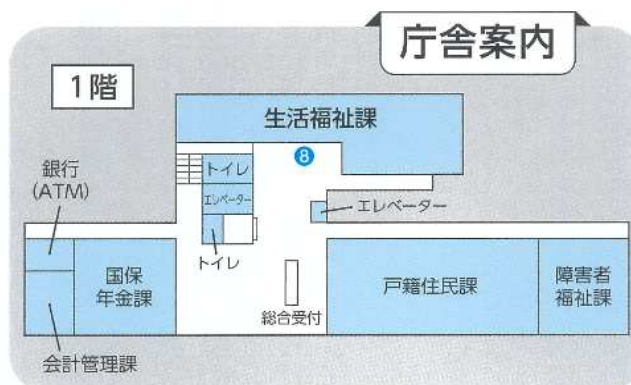 庁舎案内
1階
生活福祉課
8
銀行
(ATM)
トイレ
エレベーター
エレベーター
トイレ
国保
年金課
戸籍住民課
障害者
福祉課
総合受付
会計管理課